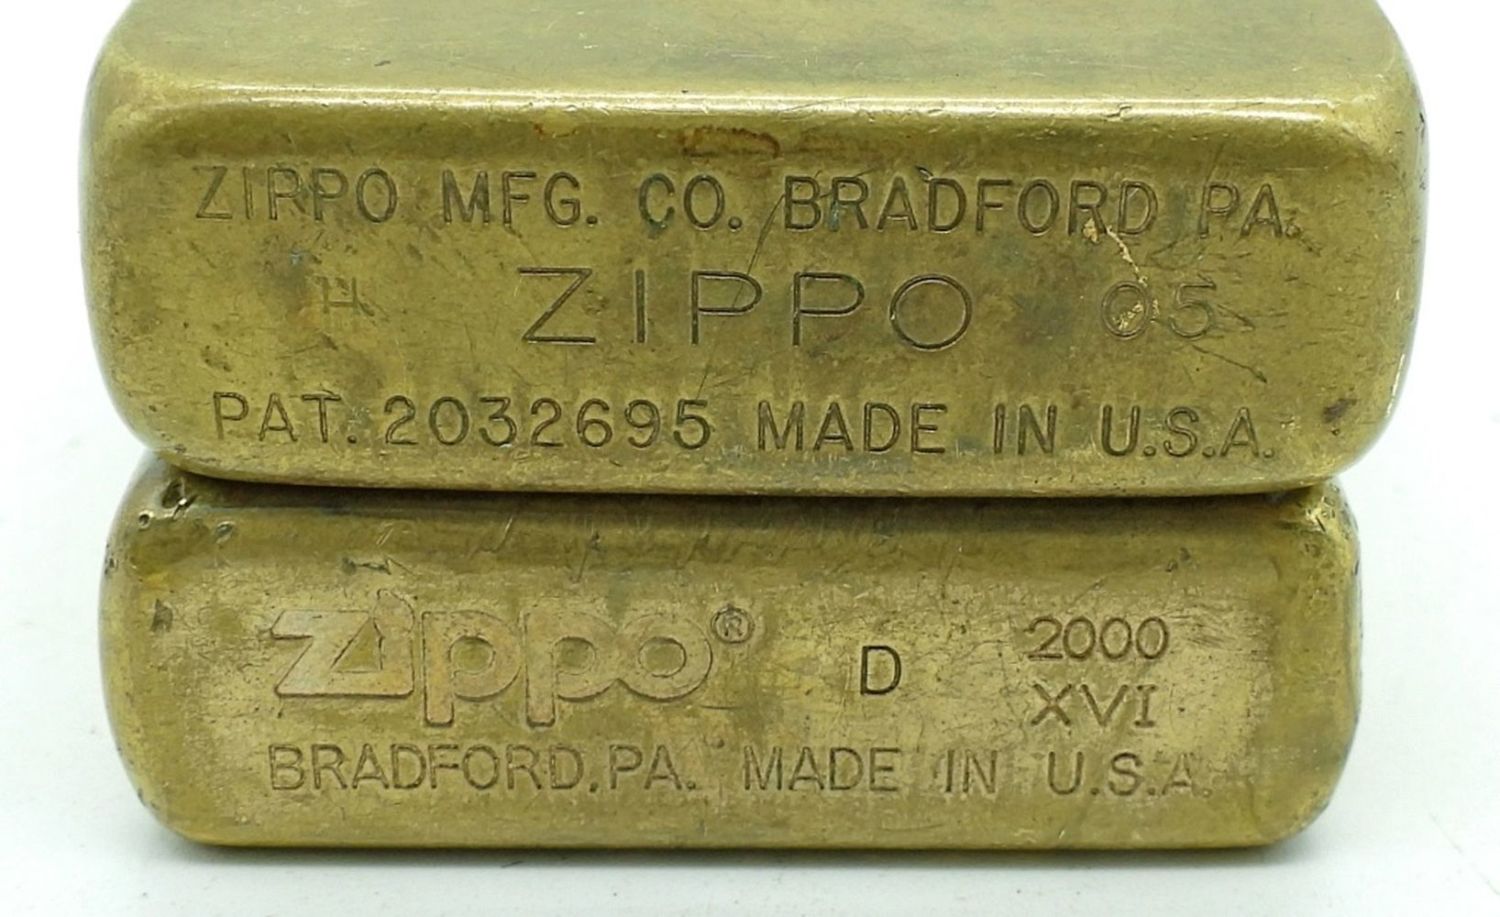 ZIPPO MFG. CO. BRADFORD PA.
H ZIPPO 05
PAT. 2032695 MADE IN U.S.A.
Zippo® D 2000
XVI
BRADFORD, PA. MADE IN U.S.A.